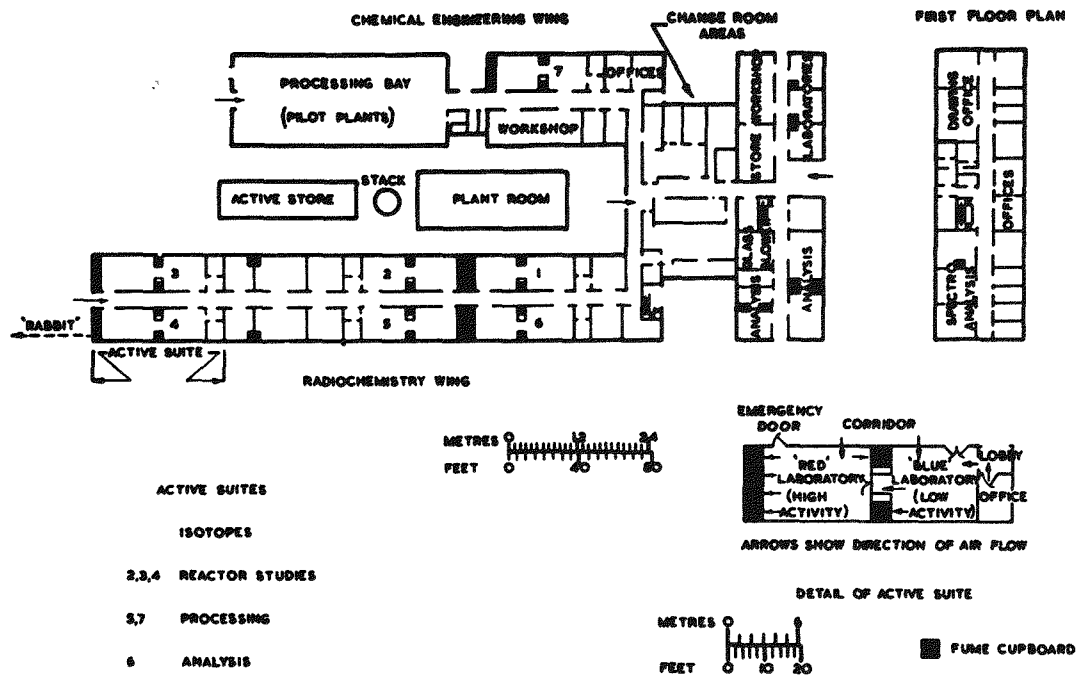 CHEMICAL ENGINEERING WING
CHANGE ROOM
AREAS
FIRST FLOOR PLAN
PROCESSING BAY
(PILOT PLANTS)
7
OFFICES
WORKSHOP
STORE
WORKSHOP
LABORATORIES
DRAWING
OFFICE
OFFICES
ACTIVE STORE
STACK
PLANT ROOM
GLASS
BLOWER
ANALYSIS
ANALYSIS
SPECTRO
ANALYSIS
3
2
1
4
5
6
'RABBIT'
ACTIVE SUITE
RADIOCHEMISTRY WING
METRES 0 12 24
FEET 0 40 80
EMERGENCY
DOOR
CORRIDOR
'RED'
LABORATORY
(HIGH
ACTIVITY)
'BLUE'
LABORATORY
(LOW
ACTIVITY)
LOBBY
OFFICE
ARROWS SHOW DIRECTION OF AIR FLOW
DETAIL OF ACTIVE SUITE
METRES 0 6
FEET 0 10 20
FUME CUPBOARD
ACTIVE SUITES
ISOTOPES
2,3,4 REACTOR STUDIES
5,7 PROCESSING
6 ANALYSIS